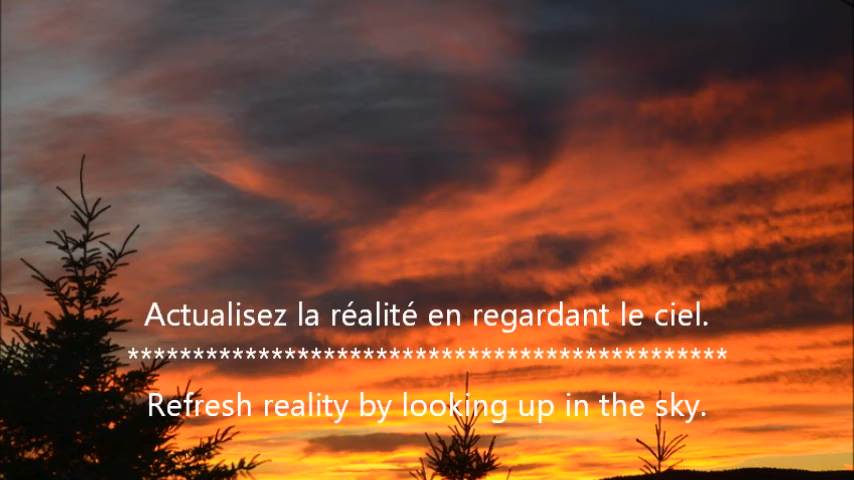 Actualisez la réalité en regardant le ciel.
**********************************************
Refresh reality by looking up in the sky.